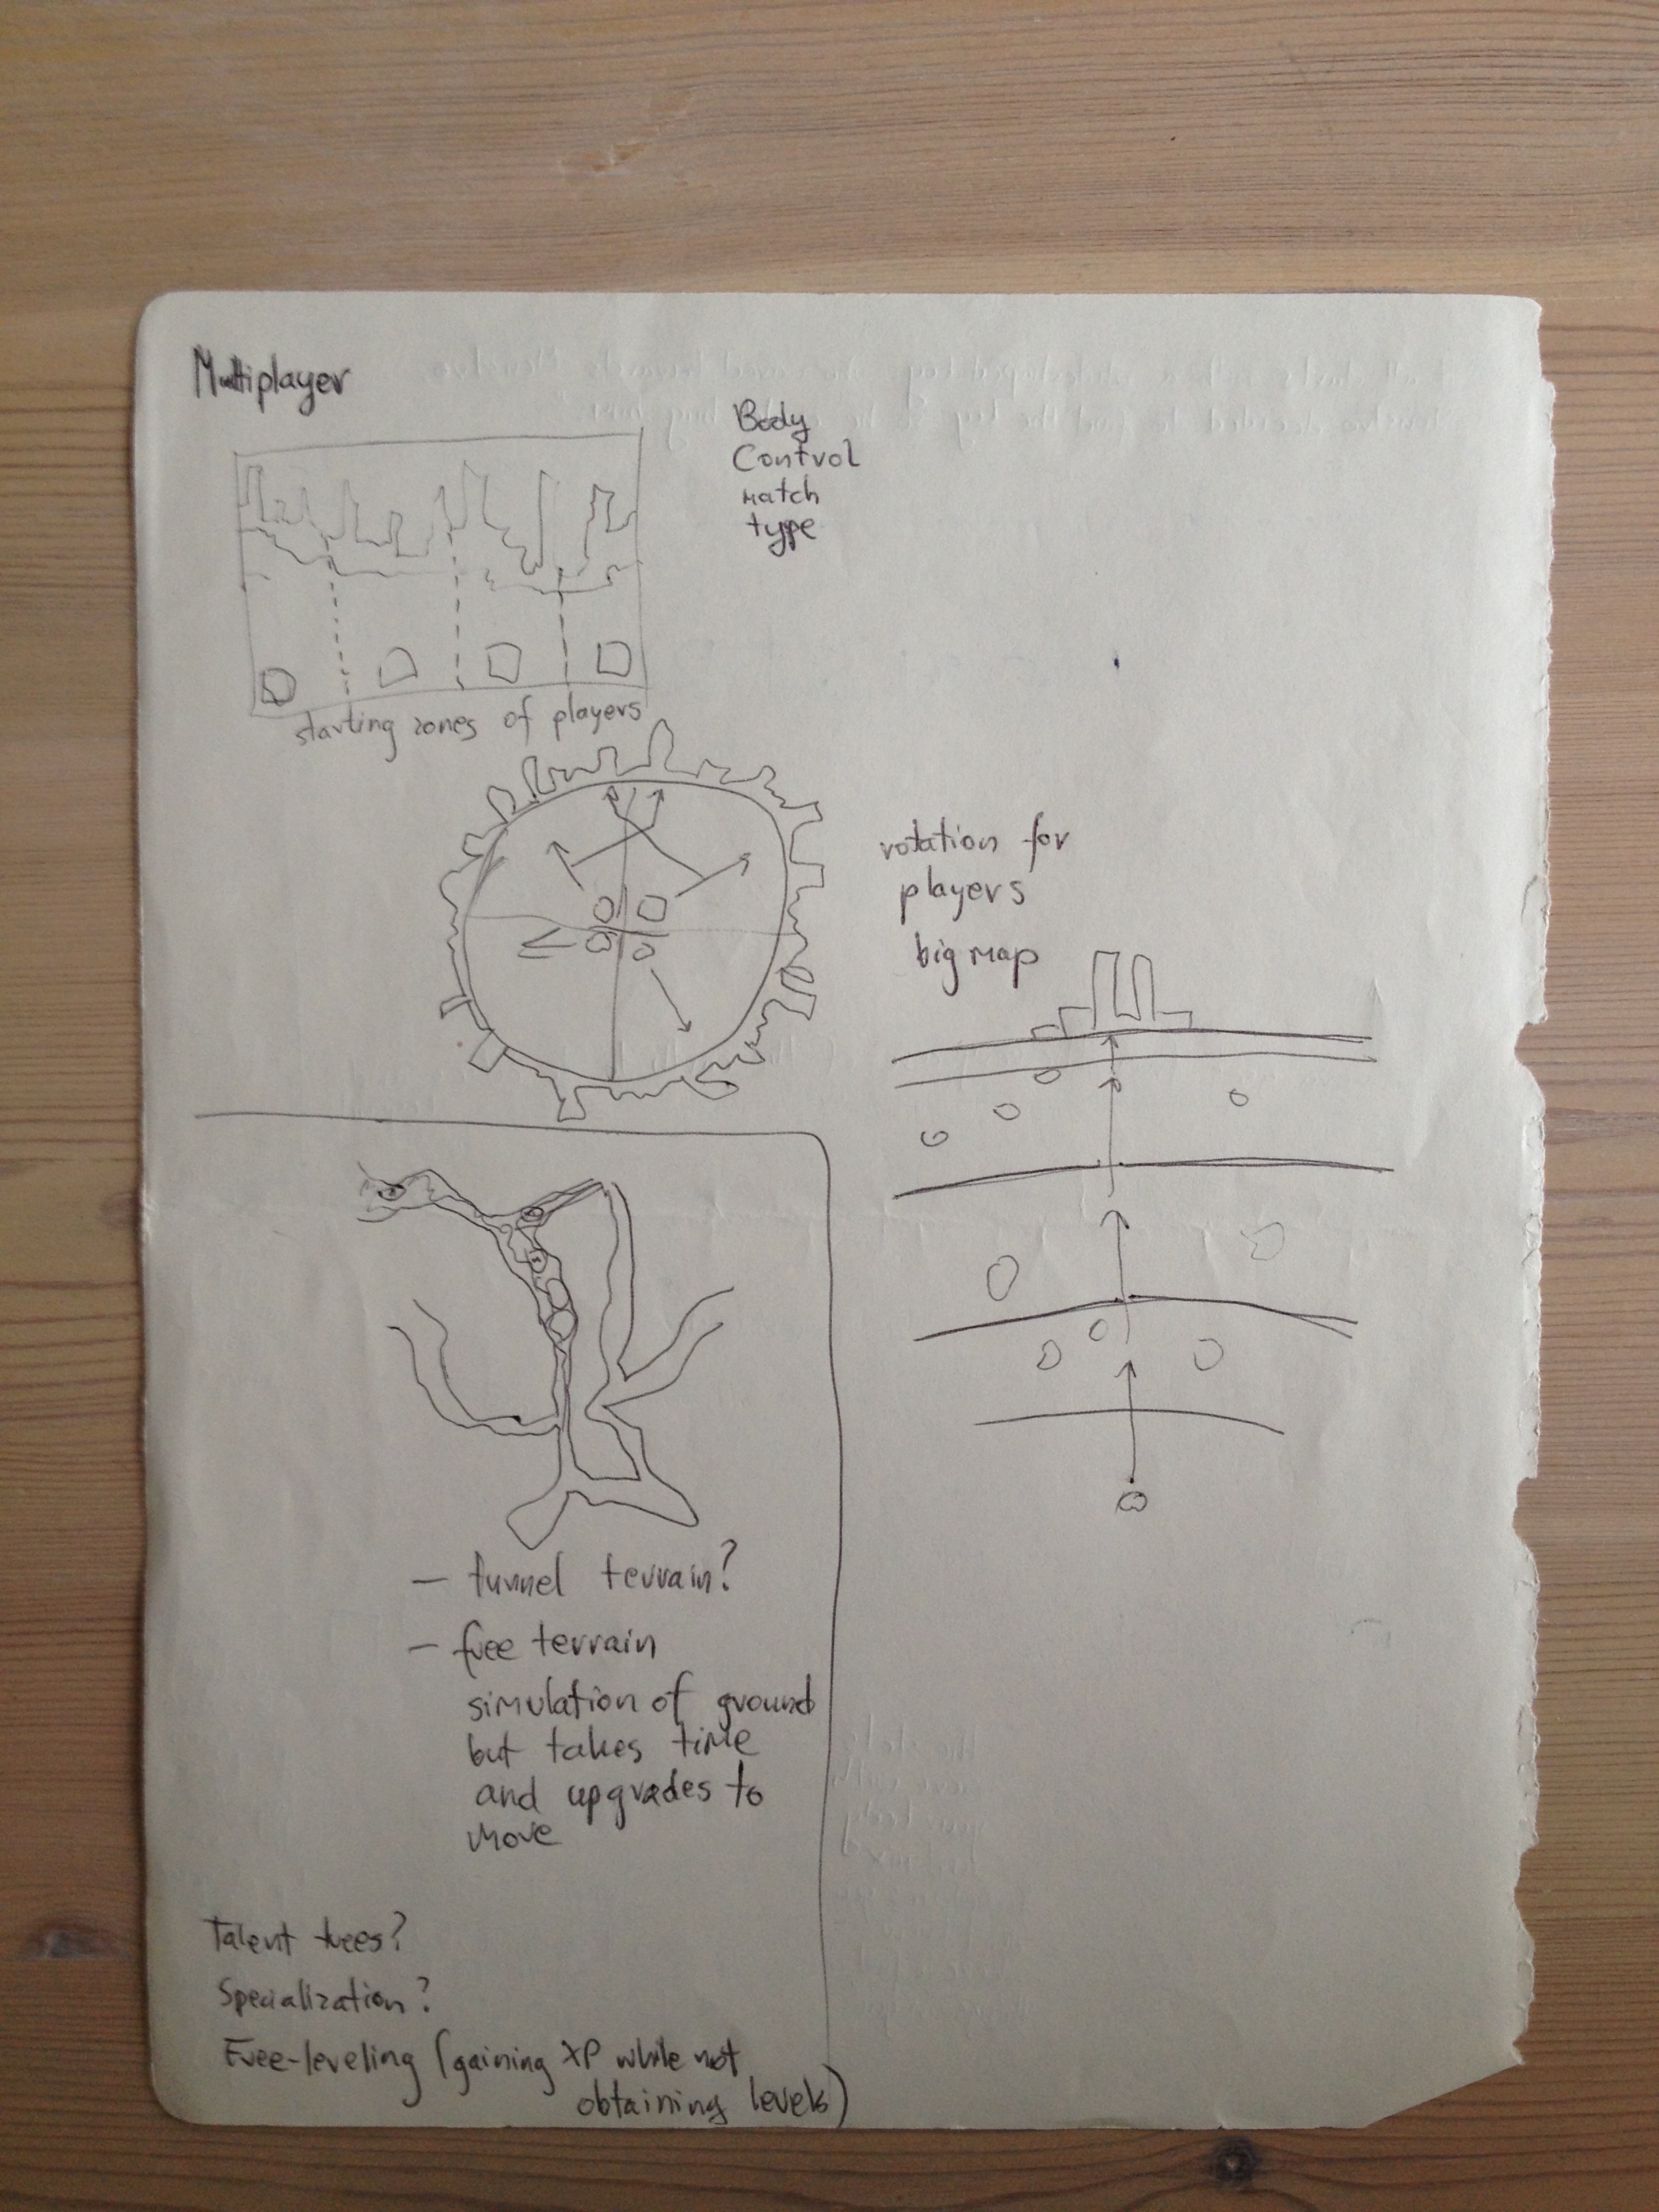 Multiplayer
Body
Control
match
type
starting zones of players
rotation for
players
big map
– tunnel terrain?
– free terrain
simulation of ground
but takes time
and upgrades to
move
Talent trees?
Specialization?
Free-leveling (gaining XP while not
obtaining levels)